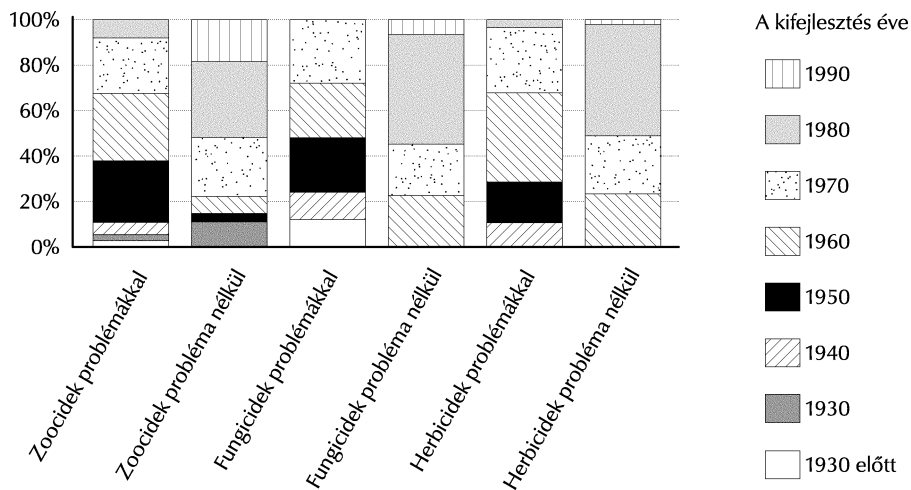 100%
80%
60%
40%
20%
0%
Zoocidek problémákkal
Zoocidek probléma nélkül
Fungicidek problémákkal
Fungicidek probléma nélkül
Herbicidek problémákkal
Herbicidek probléma nélkül
A kifejlesztés éve
1990
1980
1970
1960
1950
1940
1930
1930 előtt